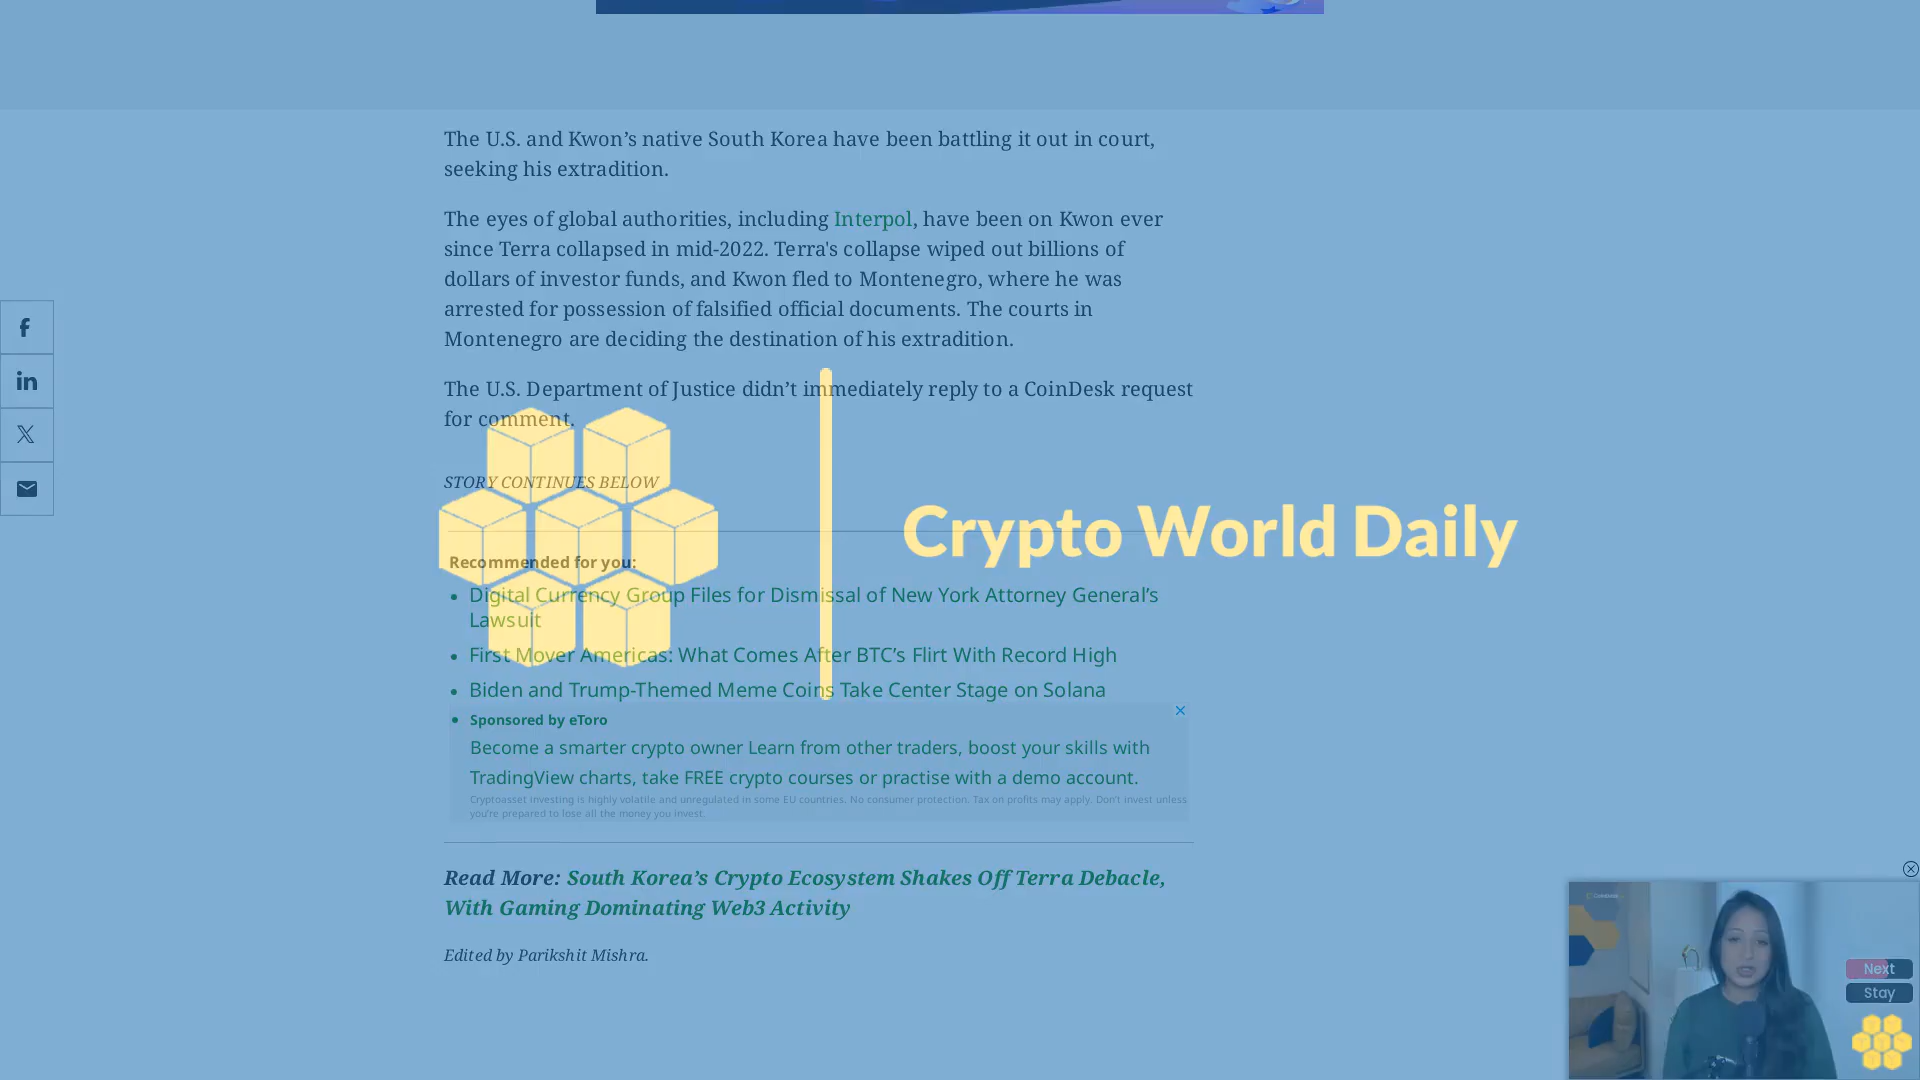 The U.S. and Kwon’s native South Korea have been battling it out in court,
seeking his extradition.
The eyes of global authorities, including Interpol, have been on Kwon ever
since Terra collapsed in mid-2022. Terra's collapse wiped out billions of
dollars of investor funds, and Kwon fled to Montenegro, where he was
arrested for possession of falsified official documents. The courts in
Montenegro are deciding the destination of his extradition.
The U.S. Department of Justice didn’t immediately reply to a CoinDesk request
for comment.
STORY CONTINUES BELOW
Crypto World Daily
Recommended for you:
• Digital Currency Group Files for Dismissal of New York Attorney General’s
Lawsuit
• First Mover Americas: What Comes After BTC’s Flirt With Record High
• Biden and Trump-Themed Meme Coins Take Center Stage on Solana
• Sponsored by eToro
Become a smarter crypto owner Learn from other traders, boost your skills with
TradingView charts, take FREE crypto courses or practise with a demo account.
Cryptoasset investing is highly volatile and unregulated in some EU countries. No consumer protection. Tax on profits may apply. Don't invest unless
you're prepared to lose all the money you invest.
Read More: South Korea’s Crypto Ecosystem Shakes Off Terra Debacle,
With Gaming Dominating Web3 Activity
Edited by Parikshit Mishra.
Next
Stay